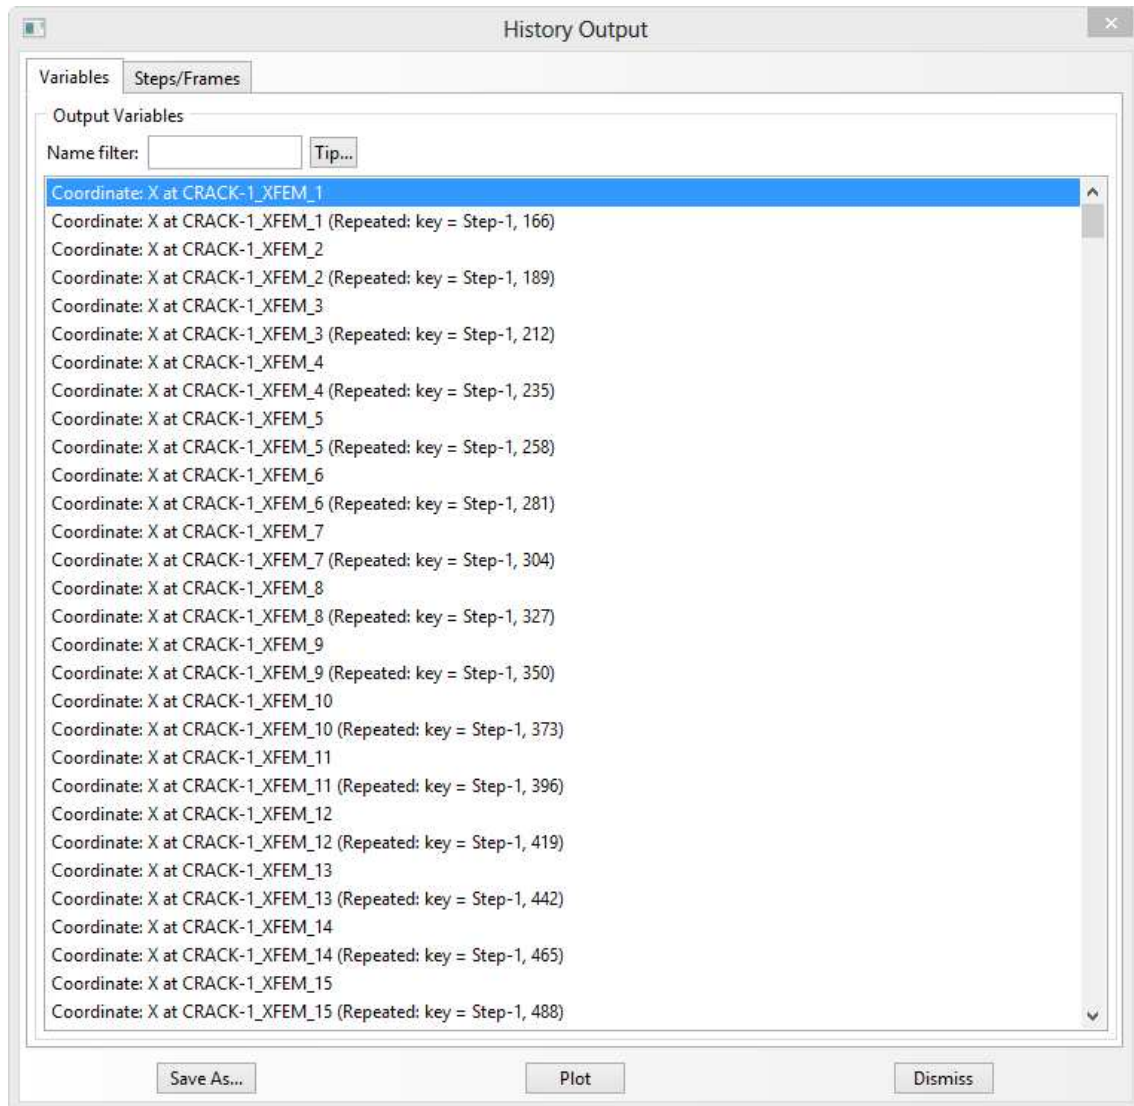 History Output
Variables
Steps/Frames
Output Variables
Name filter:
Tip...
Coordinate: X at CRACK-1_XFEM_1
Coordinate: X at CRACK-1_XFEM_1 (Repeated: key = Step-1, 166)
Coordinate: X at CRACK-1_XFEM_2
Coordinate: X at CRACK-1_XFEM_2 (Repeated: key = Step-1, 189)
Coordinate: X at CRACK-1_XFEM_3
Coordinate: X at CRACK-1_XFEM_3 (Repeated: key = Step-1, 212)
Coordinate: X at CRACK-1_XFEM_4
Coordinate: X at CRACK-1_XFEM_4 (Repeated: key = Step-1, 235)
Coordinate: X at CRACK-1_XFEM_5
Coordinate: X at CRACK-1_XFEM_5 (Repeated: key = Step-1, 258)
Coordinate: X at CRACK-1_XFEM_6
Coordinate: X at CRACK-1_XFEM_6 (Repeated: key = Step-1, 281)
Coordinate: X at CRACK-1_XFEM_7
Coordinate: X at CRACK-1_XFEM_7 (Repeated: key = Step-1, 304)
Coordinate: X at CRACK-1_XFEM_8
Coordinate: X at CRACK-1_XFEM_8 (Repeated: key = Step-1, 327)
Coordinate: X at CRACK-1_XFEM_9
Coordinate: X at CRACK-1_XFEM_9 (Repeated: key = Step-1, 350)
Coordinate: X at CRACK-1_XFEM_10
Coordinate: X at CRACK-1_XFEM_10 (Repeated: key = Step-1, 373)
Coordinate: X at CRACK-1_XFEM_11
Coordinate: X at CRACK-1_XFEM_11 (Repeated: key = Step-1, 396)
Coordinate: X at CRACK-1_XFEM_12
Coordinate: X at CRACK-1_XFEM_12 (Repeated: key = Step-1, 419)
Coordinate: X at CRACK-1_XFEM_13
Coordinate: X at CRACK-1_XFEM_13 (Repeated: key = Step-1, 442)
Coordinate: X at CRACK-1_XFEM_14
Coordinate: X at CRACK-1_XFEM_14 (Repeated: key = Step-1, 465)
Coordinate: X at CRACK-1_XFEM_15
Coordinate: X at CRACK-1_XFEM_15 (Repeated: key = Step-1, 488)
Save As...
Plot
Dismiss